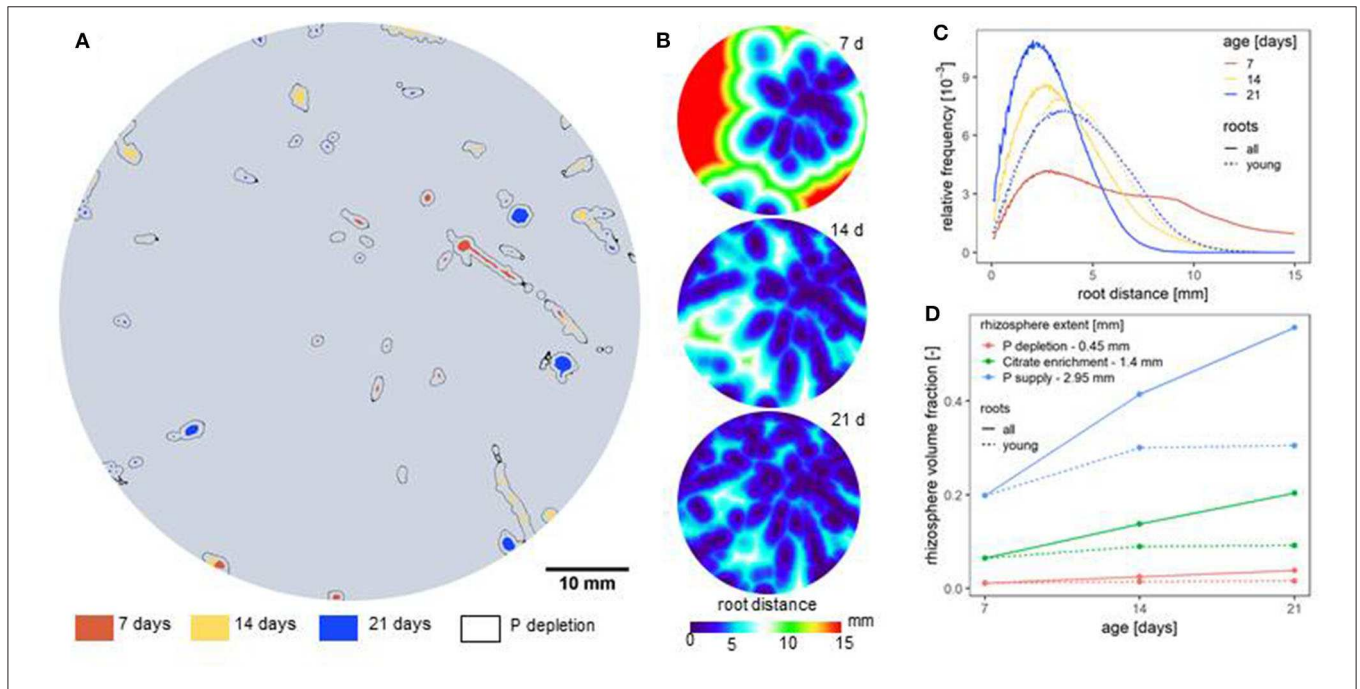 A
10 mm
7 days
14 days
21 days
P depletion
B
7 d
14 d
21 d
root distance
mm
0 5 10 15
C
relative frequency [10⁻³]
9
6
3
0
age [days]
7
14
21
roots
all
young
0 5 10 15
root distance [mm]
D
rhizosphere volume fraction [-]
0.4
0.2
0.0
rhizosphere extent [mm]
P depletion - 0.45 mm
Citrate enrichment - 1.4 mm
P supply - 2.95 mm
roots
all
young
7 14 21
age [days]